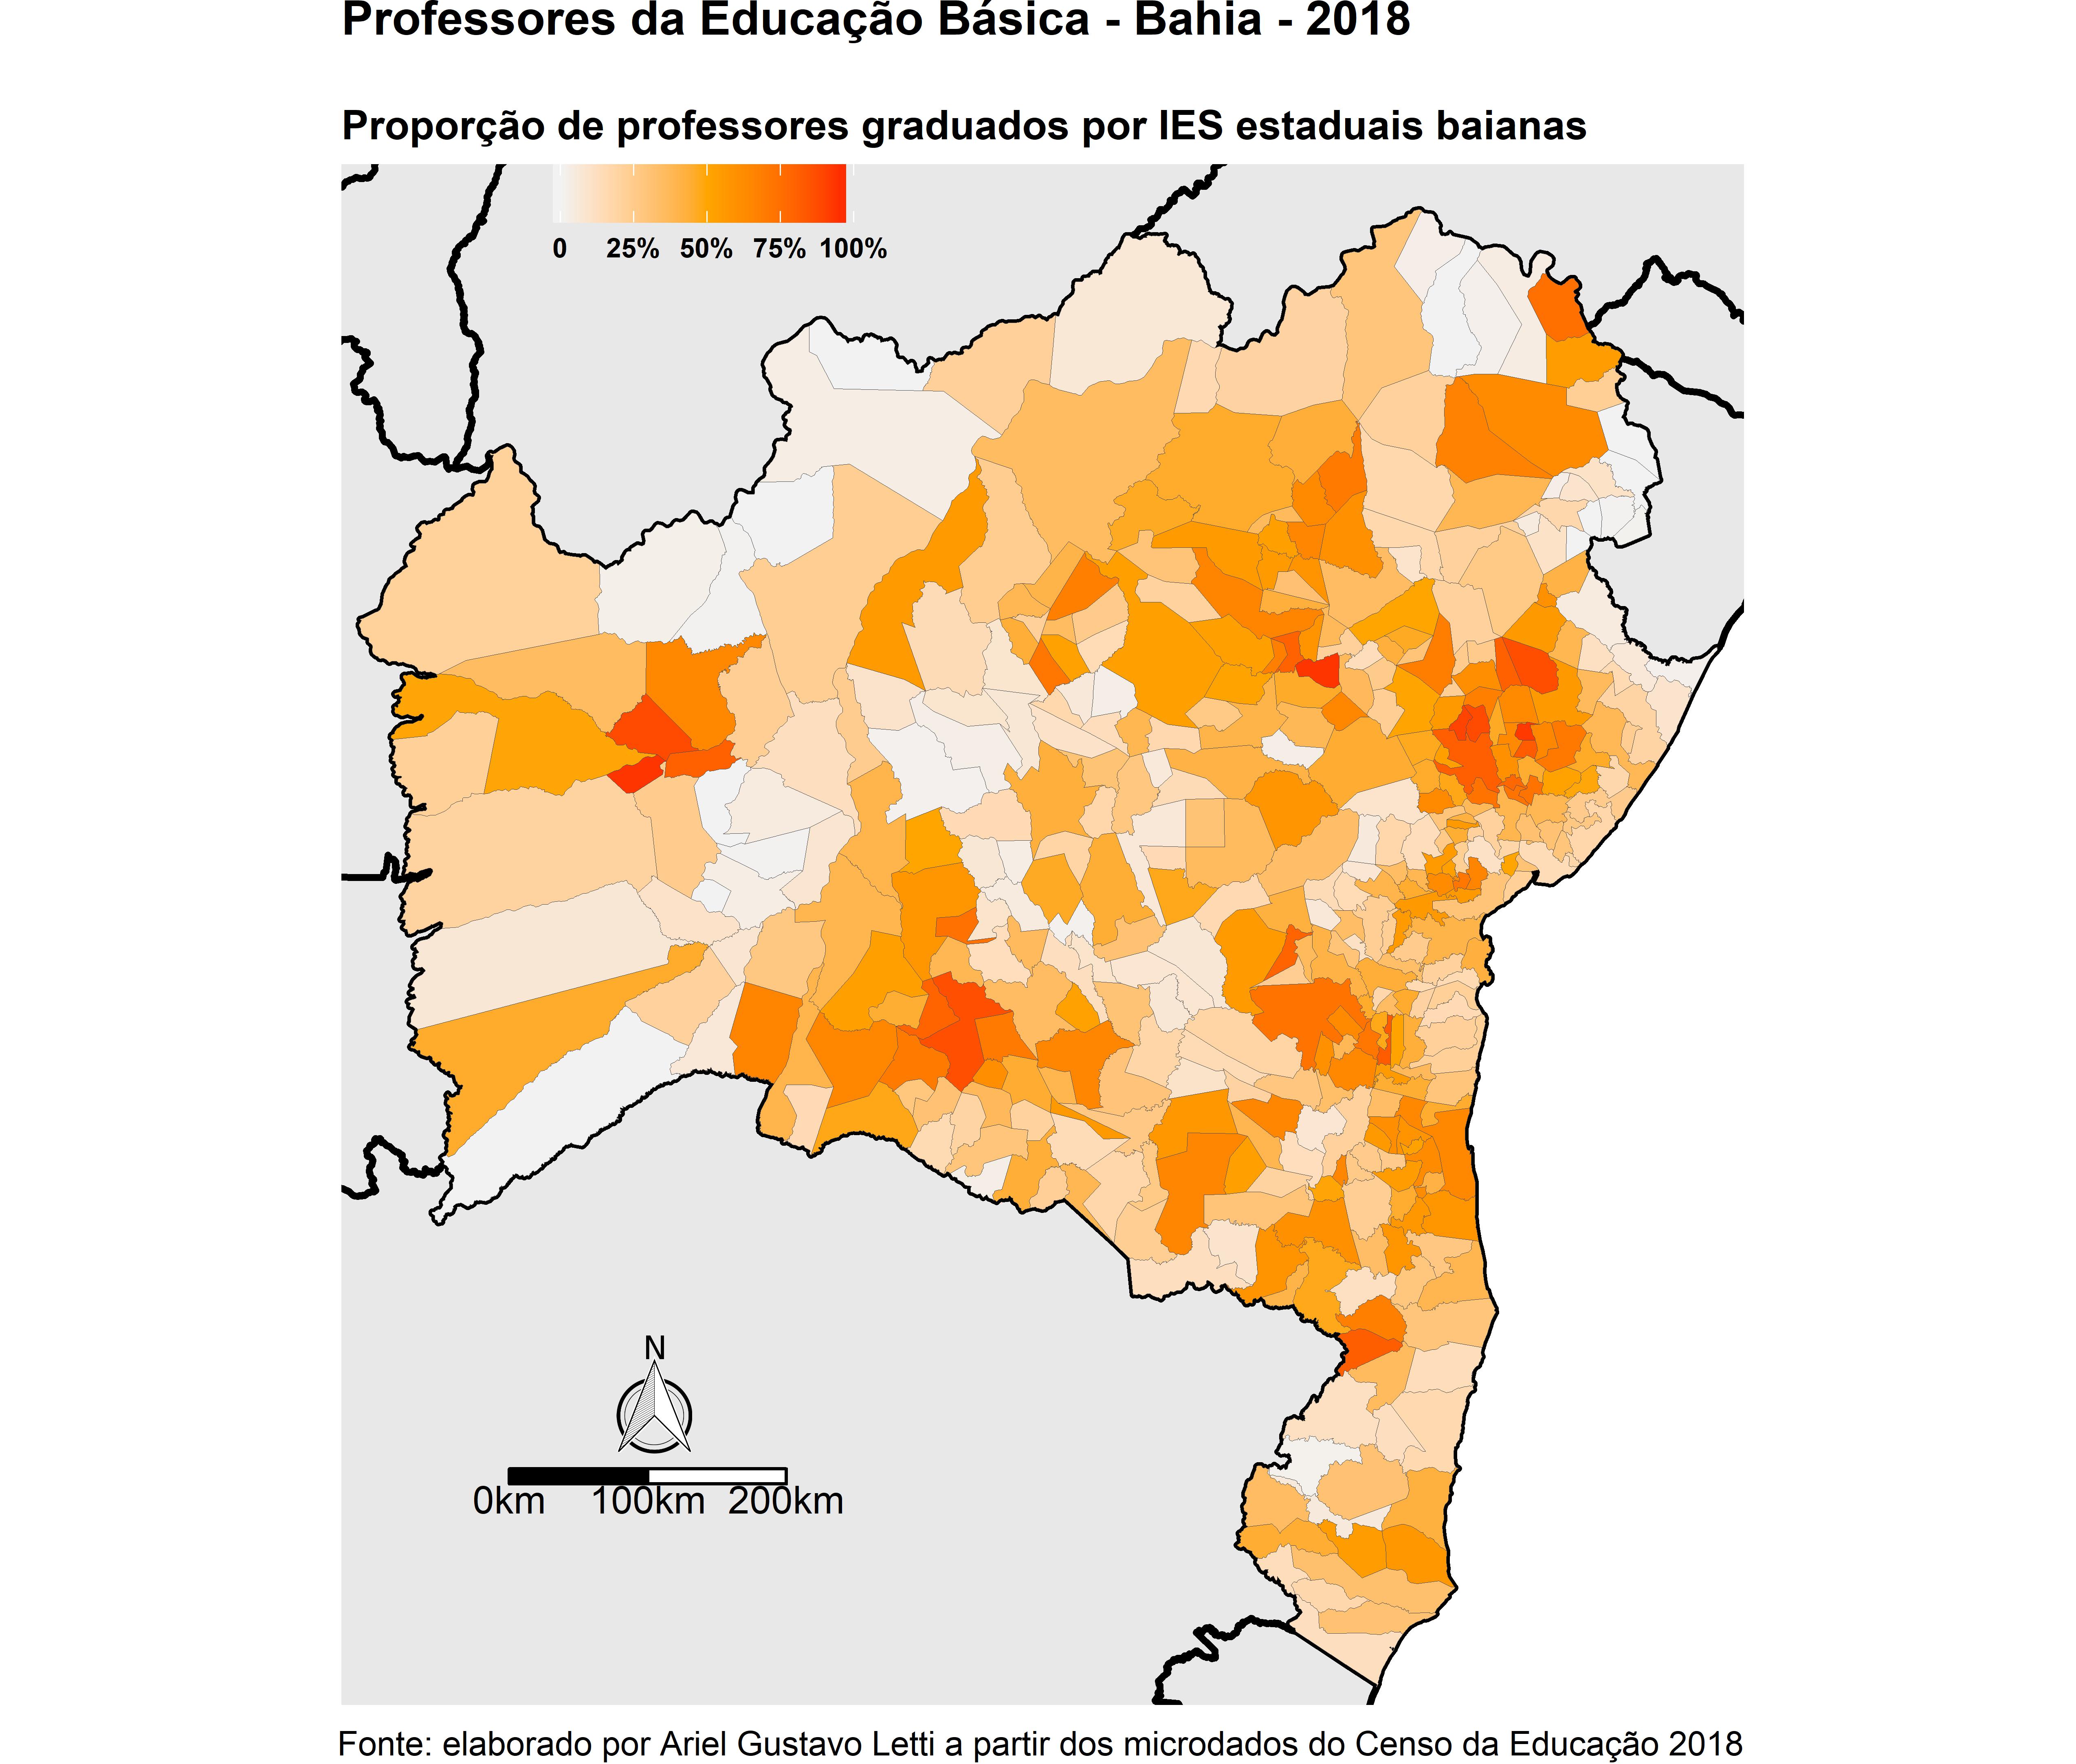 Professores da Educação Básica - Bahia - 2018
Proporção de professores graduados por IES estaduais baianas
0 25% 50% 75% 100%
N
0km 100km 200km
Fonte: elaborado por Ariel Gustavo Letti a partir dos microdados do Censo da Educação 2018